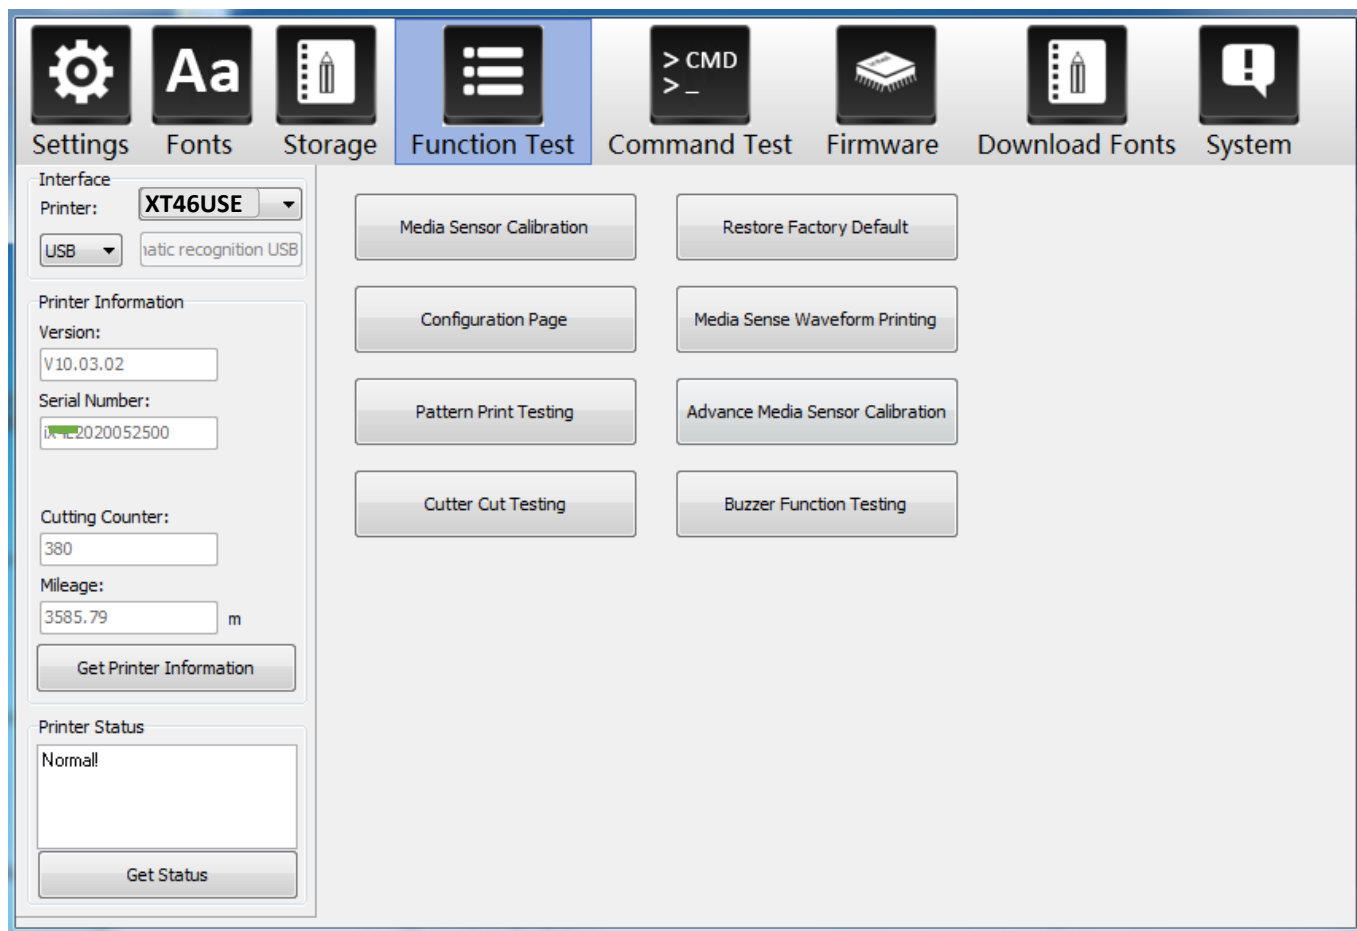 Aa
> CMD
>_
Settings
Fonts
Storage
Function Test
Command Test
Firmware
Download Fonts
System
Interface
Printer:
XT46USE
USB
natic recognition USB
Printer Information
Version:
V10.03.02
Serial Number:
2020052500
Cutting Counter:
380
Mileage:
3585.79
m
Get Printer Information
Printer Status
Normal!
Get Status
Media Sensor Calibration
Restore Factory Default
Configuration Page
Media Sense Waveform Printing
Pattern Print Testing
Advance Media Sensor Calibration
Cutter Cut Testing
Buzzer Function Testing